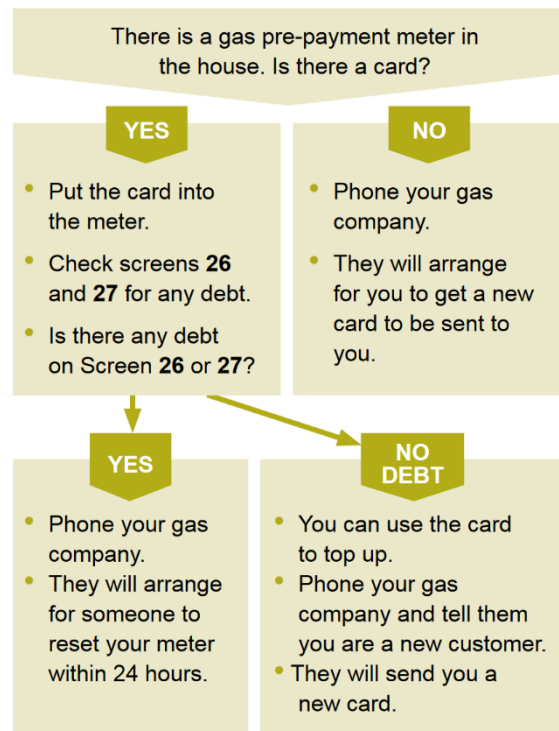 There is a gas pre-payment meter in
the house. Is there a card?
YES
• Put the card into
the meter.
• Check screens 26
and 27 for any debt.
• Is there any debt
on Screen 26 or 27?
NO
• Phone your gas
company.
• They will arrange
for you to get a new
card to be sent to
you.
YES
• Phone your gas
company.
• They will arrange
for someone to
reset your meter
within 24 hours.
NO
DEBT
• You can use the card
to top up.
• Phone your gas
company and tell them
you are a new customer.
• They will send you a
new card.